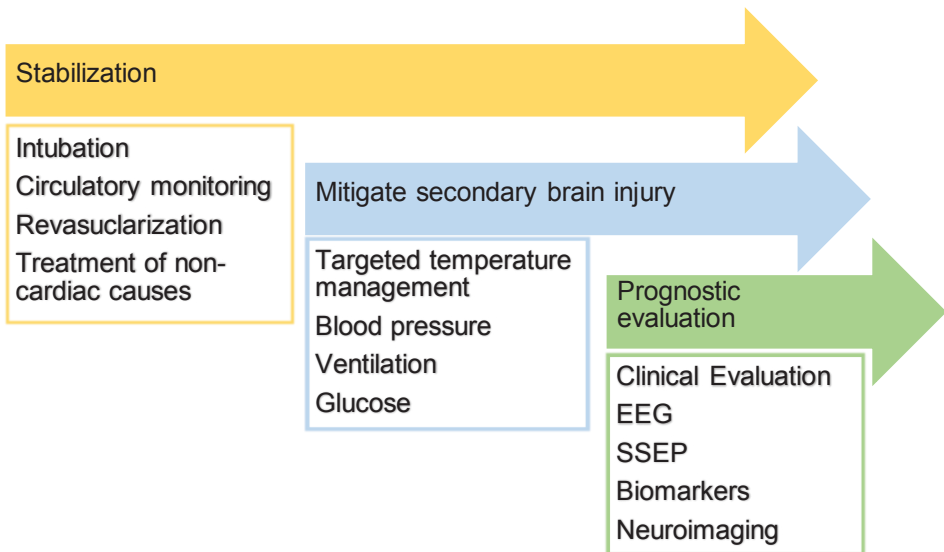 Stabilization
Intubation
Circulatory monitoring
Revasuclarization
Treatment of non-
cardiac causes
Mitigate secondary brain injury
Targeted temperature
management
Blood pressure
Ventilation
Glucose
Prognostic
evaluation
Clinical Evaluation
EEG
SSEP
Biomarkers
Neuroimaging